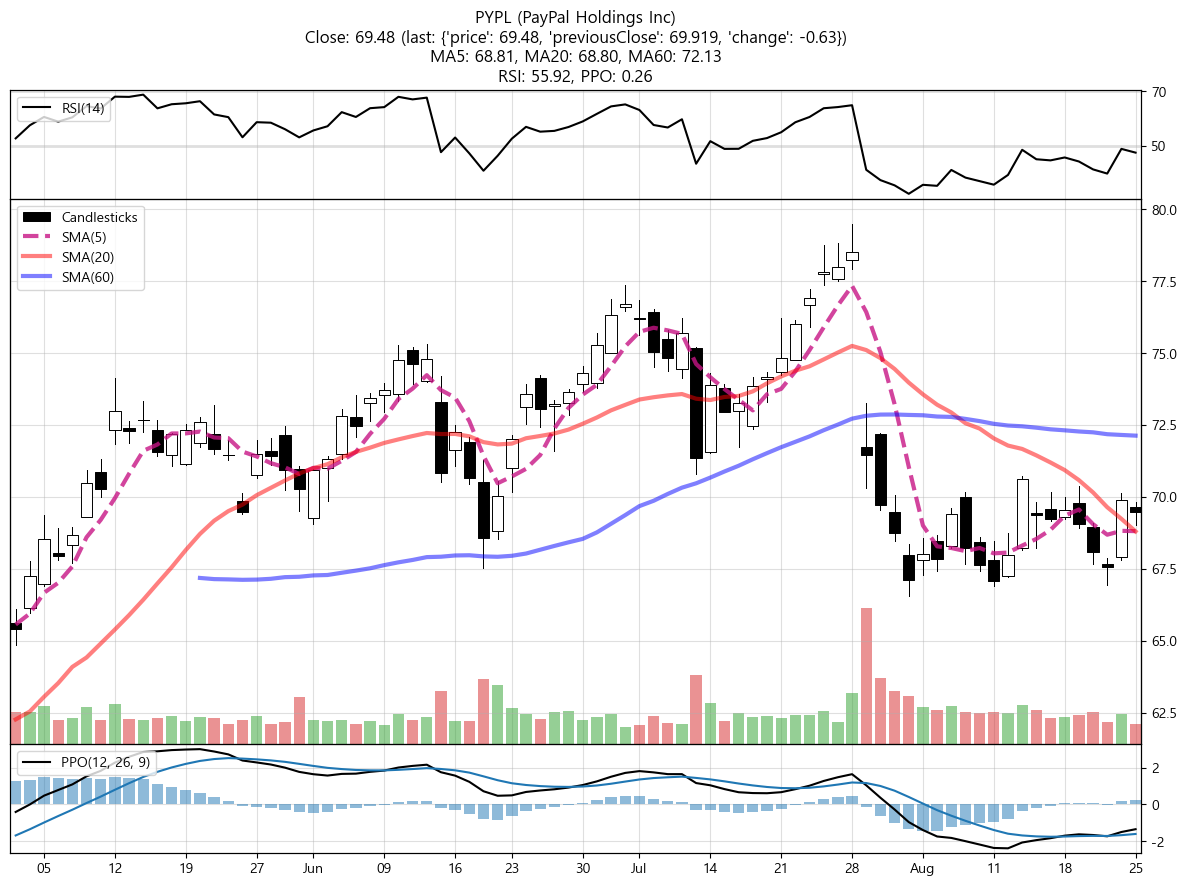 PYPL (PayPal Holdings Inc)
Close: 69.48 (last: {'price': 69.48, 'previousClose': 69.919, 'change': -0.63})
MA5: 68.81, MA20: 68.80, MA60: 72.13
RSI: 55.92, PPO: 0.26
RSI(14)
70
50
Candlesticks
SMA(5)
SMA(20)
SMA(60)
80.0
77.5
75.0
72.5
70.0
67.5
65.0
62.5
PPO(12, 26, 9)
2
0
-2
05 12 19 27 Jun 09 16 23 30 Jul 14 21 28 Aug 11 18 25